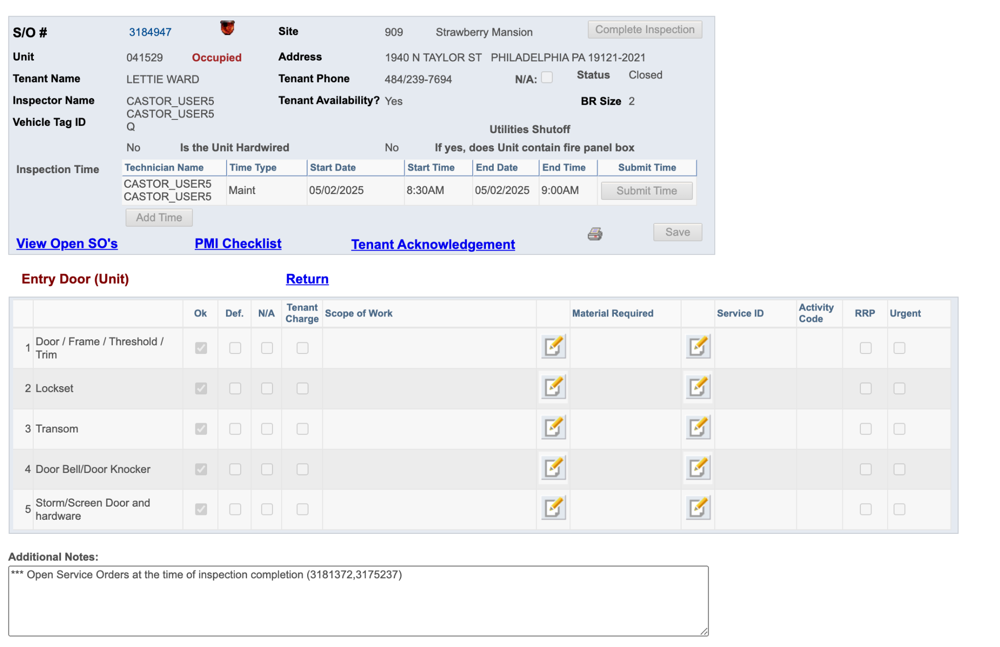 S/O # 3184947 Site 909 Strawberry Mansion Complete Inspection
Unit 041529 Occupied Address 1940 N TAYLOR ST PHILADELPHIA PA 19121-2021
Tenant Name LETTIE WARD Tenant Phone 484/239-7694 N/A: Status Closed
Inspector Name CASTOR_USER5 CASTOR_USER5 Tenant Availability? Yes BR Size 2
Vehicle Tag ID Q
Utilities Shutoff
No Is the Unit Hardwired No If yes, does Unit contain fire panel box
Inspection Time
Technician Name Time Type Start Date Start Time End Date End Time Submit Time
CASTOR_USER5 CASTOR_USER5 Maint 05/02/2025 8:30AM 05/02/2025 9:00AM Submit Time
Add Time
Save
View Open SO's PMI Checklist Tenant Acknowledgement
Entry Door (Unit) Return
Ok Def. N/A Tenant Charge Scope of Work Material Required Service ID Activity Code RRP Urgent
1 Door / Frame / Threshold / Trim
2 Lockset
3 Transom
4 Door Bell/Door Knocker
5 Storm/Screen Door and hardware
Additional Notes:
*** Open Service Orders at the time of inspection completion (3181372,3175237)